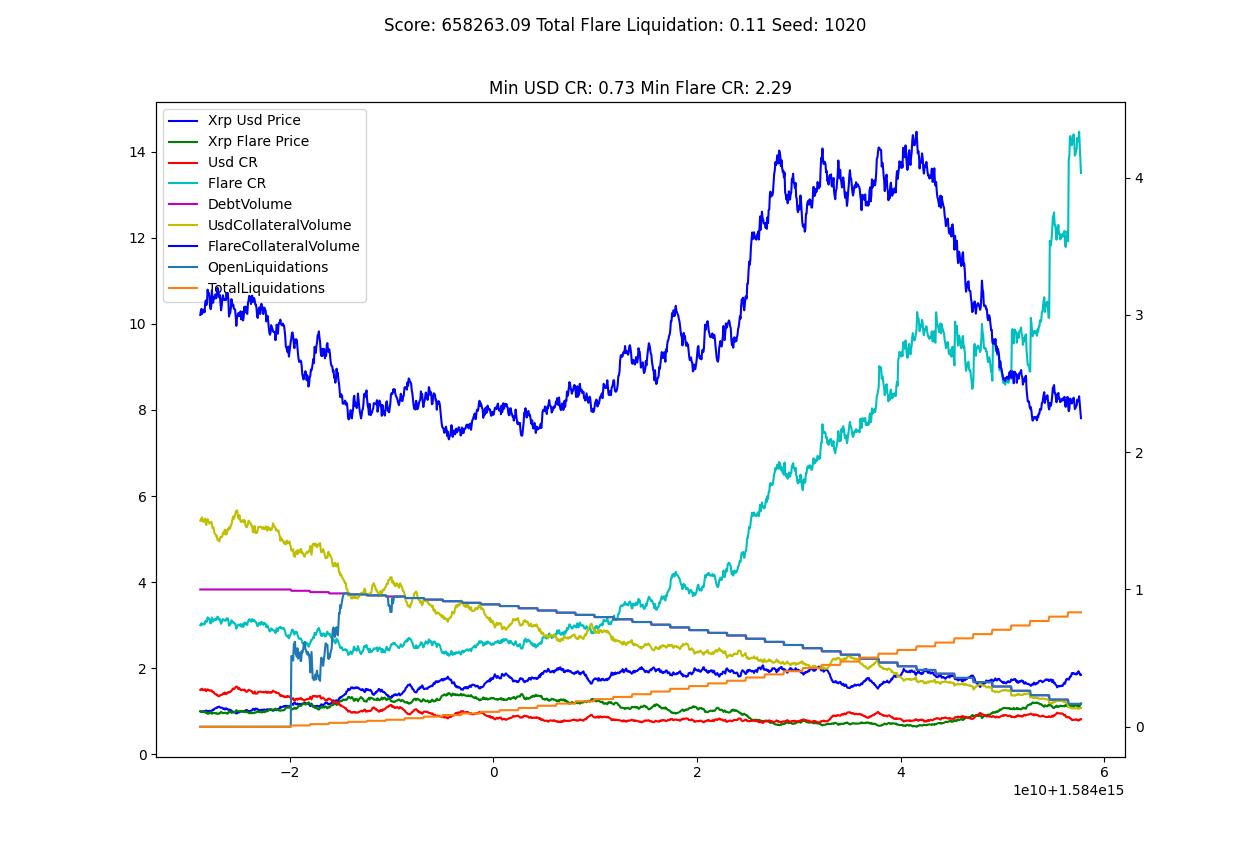 Score: 658263.09 Total Flare Liquidation: 0.11 Seed: 1020
Min USD CR: 0.73 Min Flare CR: 2.29
Xrp Usd Price
Xrp Flare Price
Usd CR
Flare CR
DebtVolume
UsdCollateralVolume
FlareCollateralVolume
OpenLiquidations
TotalLiquidations
14
12
10
8
6
4
2
0
4
3
2
1
0
−2
0
2
4
6
1e10+1.584e15